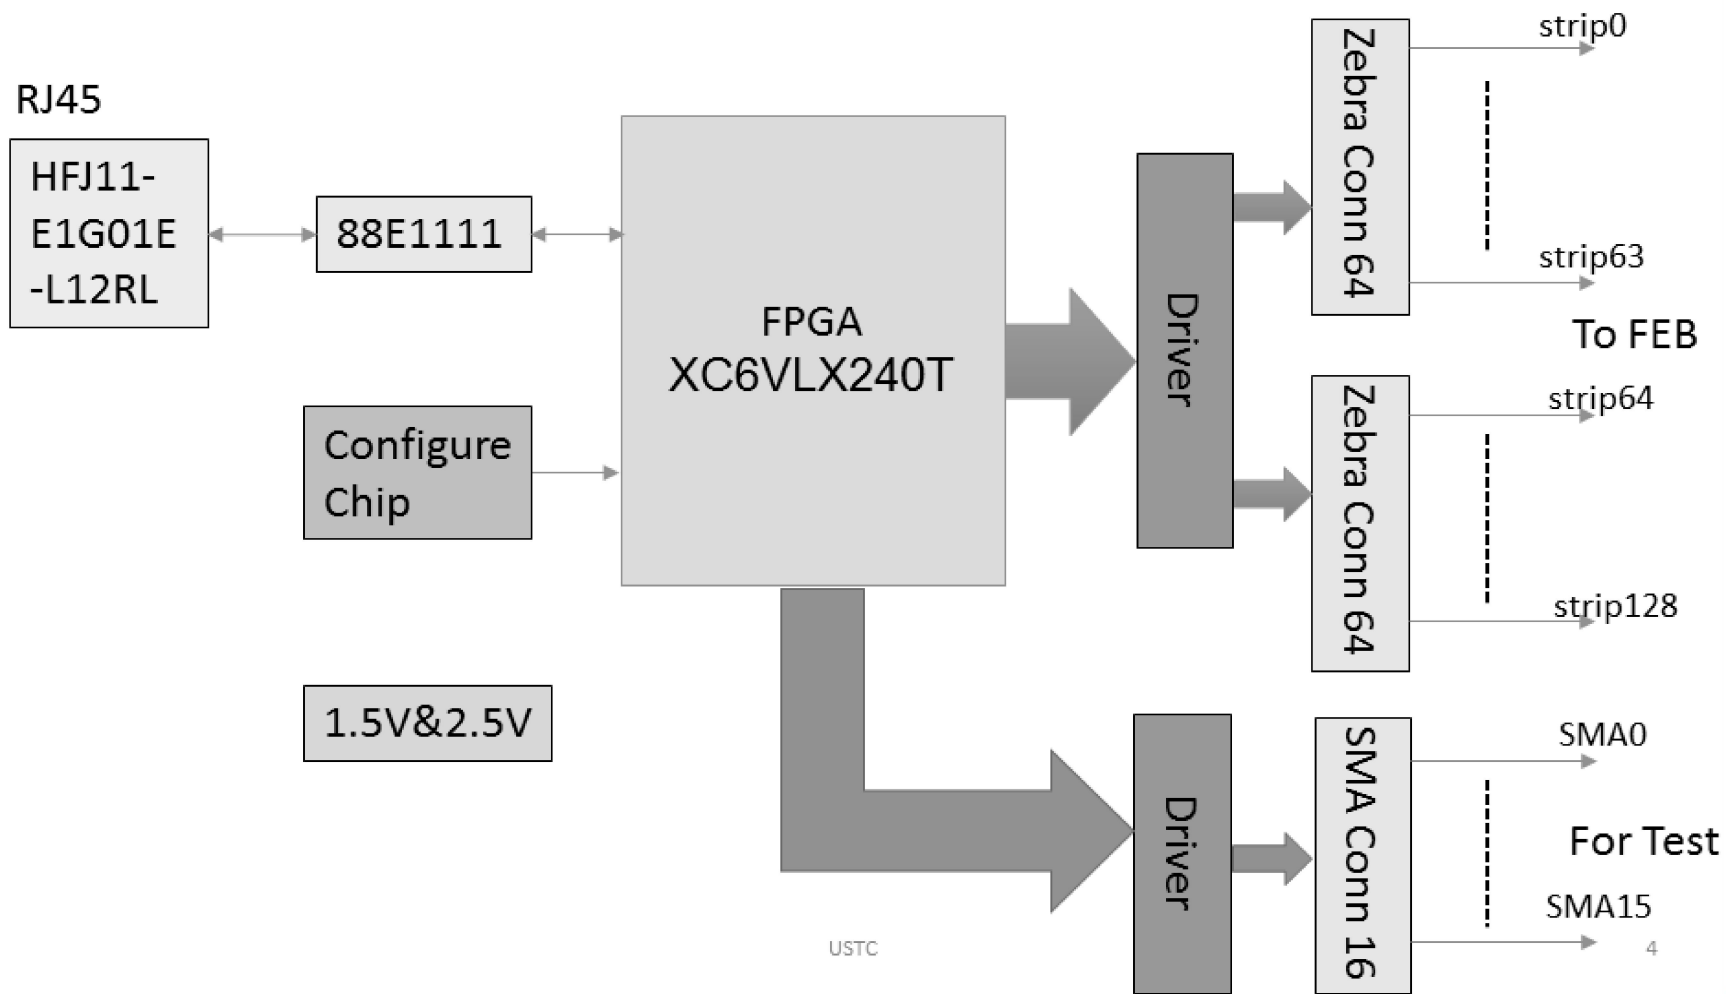 RJ45
HFJ11-
E1G01E
-L12RL
88E1111
Configure
Chip
1.5V&2.5V
FPGA
XC6VLX240T
Driver
Zebra Conn 64
strip0
strip63
To FEB
Zebra Conn 64
strip64
strip128
Driver
SMA Conn 16
SMA0
For Test
SMA15
USTC
4